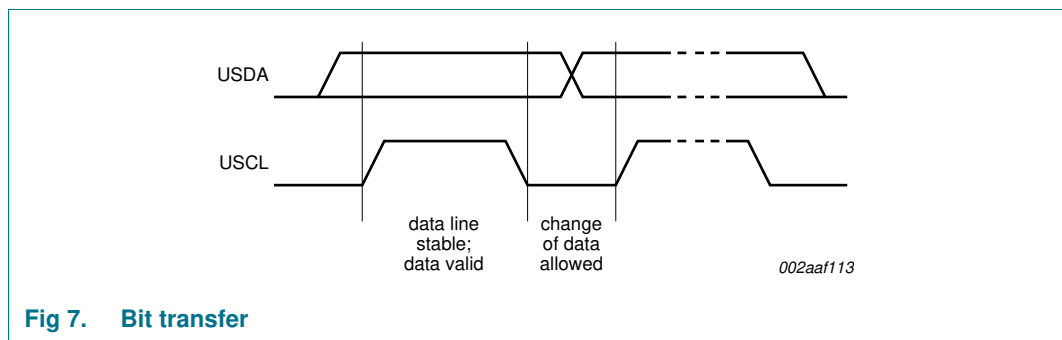 USDA
USCL
data line
stable;
data valid
change
of data
allowed
002aaf113
Fig 7. Bit transfer